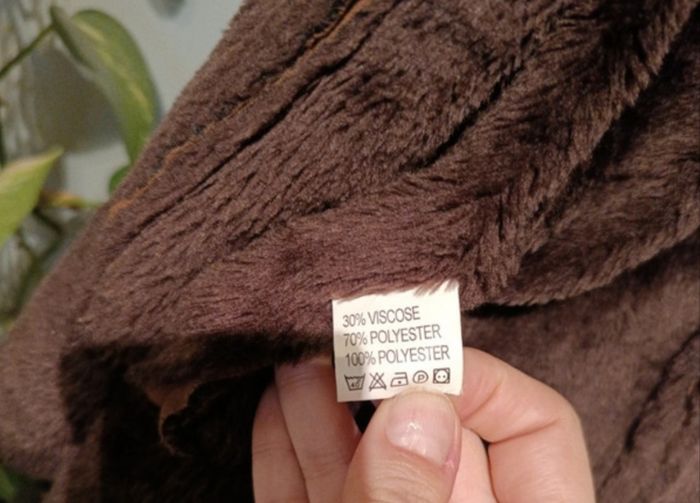 30% VISCOSE
70% POLYESTER
100% POLYESTER
P